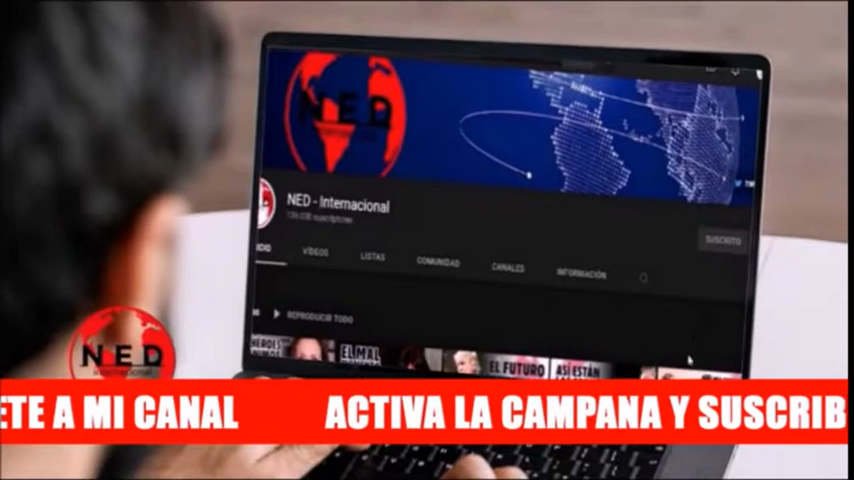 NED
NED - Internacional
SUSCRITO
VÍDEOS
LISTAS
COMUNIDAD
CANALES
INFORMACIÓN
REPRODUCIR TODO
EL MAL
EL FUTURO
ASÍ ESTÁN
NED
ETE A MI CANAL ACTIVA LA CAMPANA Y SUSCRIB